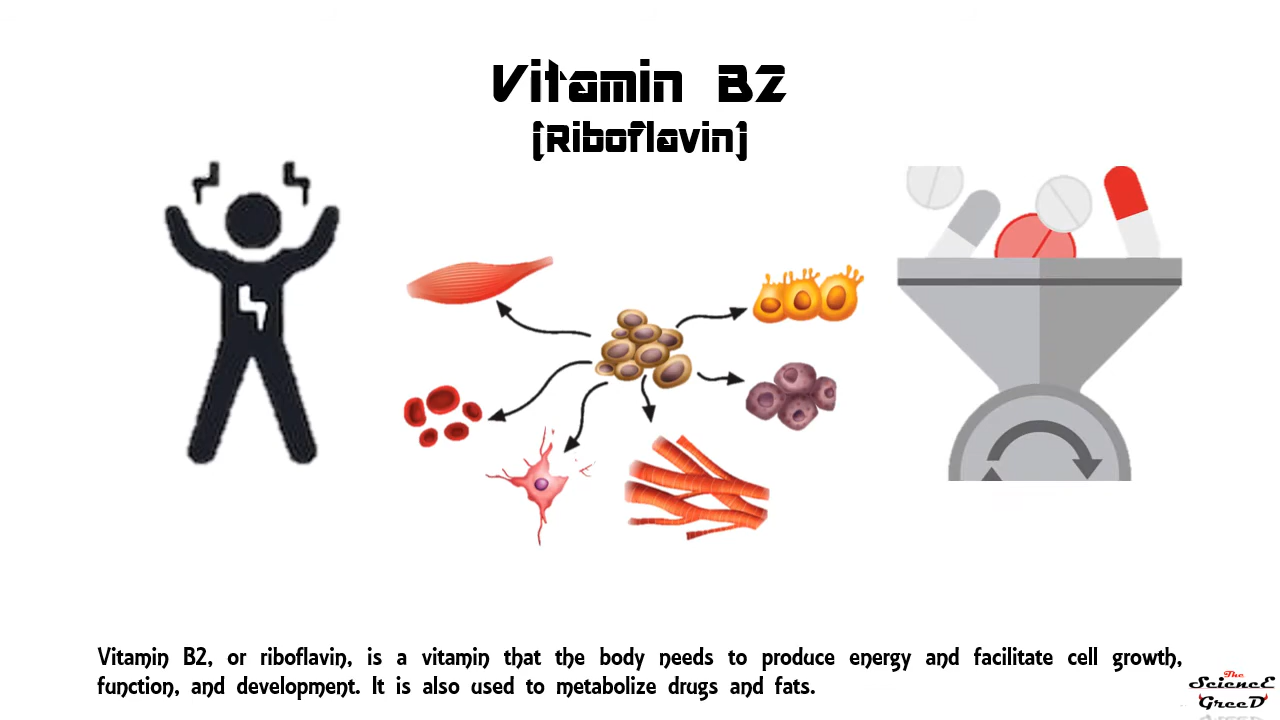 Vitamin B2
(Riboflavin)
Vitamin B2, or riboflavin, is a vitamin that the body needs to produce energy and facilitate cell growth,
function, and development. It is also used to metabolize drugs and fats.
The
SciencE
GreeD